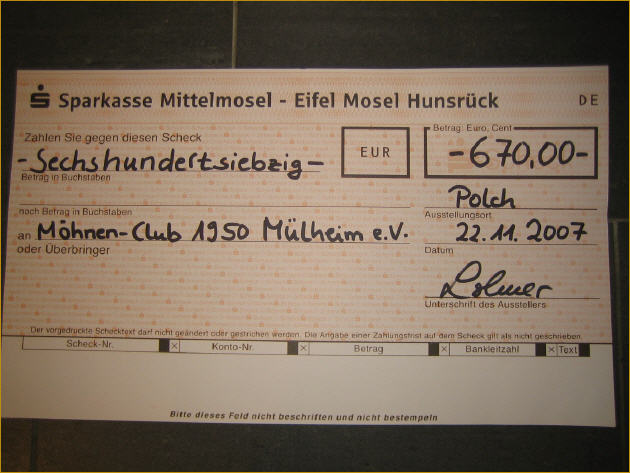 Sparkasse Mittelmosel - Eifel Mosel Hunsrück DE
Zahlen Sie gegen diesen Scheck
Betrag: Euro, Cent
-Sechshundertsiebzig-
EUR
-670,00-
Betrag in Buchstaben
Polch
noch Betrag in Buchstaben
Ausstellungsort
an Möhnen-Club 1950 Mülheim e.V.
22.11.2007
oder Überbringer
Datum
Unterschrift des Ausstellers
Der vorgedruckte Schecktext darf nicht geändert oder gestrichen werden. Die Angabe einer Zahlungsfrist auf dem Scheck gilt als nicht geschrieben.
Scheck-Nr. X Konto-Nr. X Betrag X Bankleitzahl X Text
Bitte dieses Feld nicht beschriften und nicht bestempeln